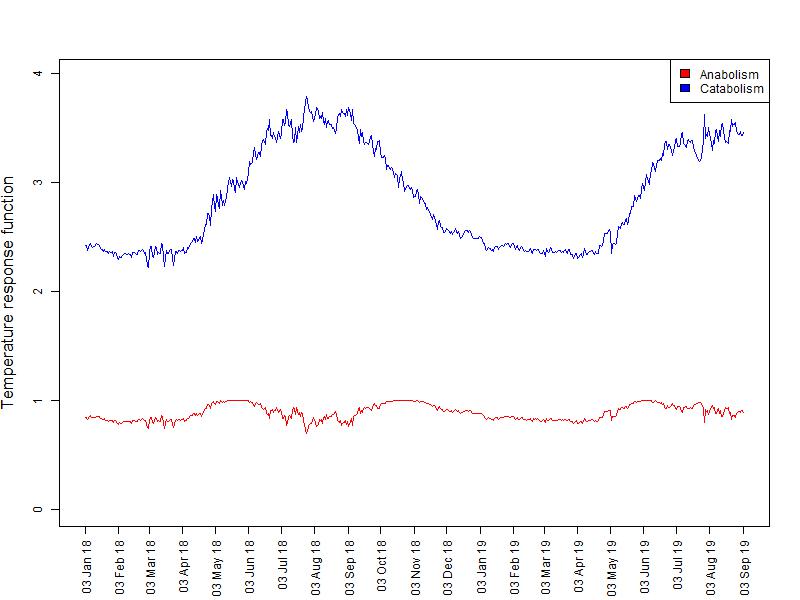 Anabolism
Catabolism
Temperature response function
4
3
2
1
0
03 Jan 18
03 Feb 18
03 Mar 18
03 Apr 18
03 May 18
03 Jun 18
03 Jul 18
03 Aug 18
03 Sep 18
03 Oct 18
03 Nov 18
03 Dec 18
03 Jan 19
03 Feb 19
03 Mar 19
03 Apr 19
03 May 19
03 Jun 19
03 Jul 19
03 Aug 19
03 Sep 19